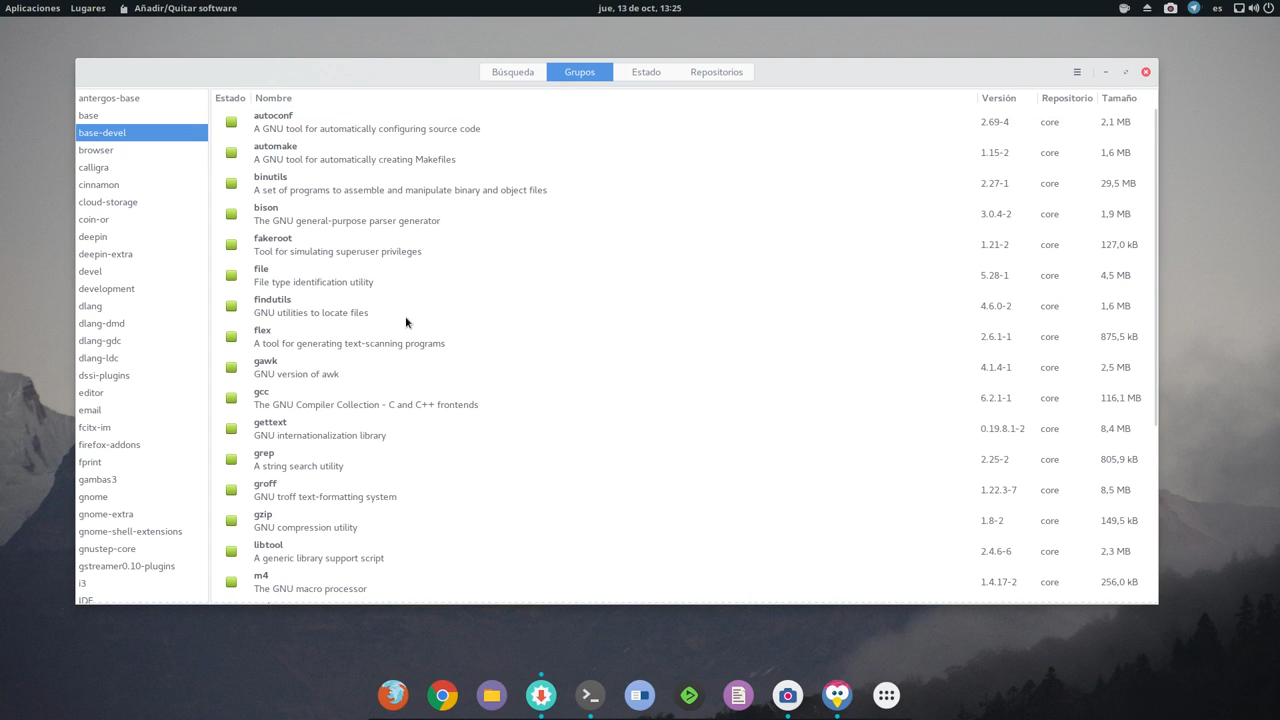 Aplicaciones Lugares Añadir/Quitar software jue, 13 de oct, 13:25 es
Búsqueda Grupos Estado Repositorios
antergos-base
base
base-devel
browser
calligra
cinnamon
cloud-storage
coin-or
deepin
deepin-extra
devel
development
dlang
dlang-dmd
dlang-gdc
dlang-ldc
dssi-plugins
editor
email
fcitx-im
firefox-addons
fprint
gambas3
gnome
gnome-extra
gnome-shell-extensions
gnustep-core
gstreamer0.10-plugins
i3
IDE
Estado Nombre Versión Repositorio Tamaño
autoconf
A GNU tool for automatically configuring source code
2.69-4 core 2,1 MB
automake
A GNU tool for automatically creating Makefiles
1.15-2 core 1,6 MB
binutils
A set of programs to assemble and manipulate binary and object files
2.27-1 core 29,5 MB
bison
The GNU general-purpose parser generator
3.0.4-2 core 1,9 MB
fakeroot
Tool for simulating superuser privileges
1.21-2 core 127,0 kB
file
File type identification utility
5.28-1 core 4,5 MB
findutils
GNU utilities to locate files
4.6.0-2 core 1,6 MB
flex
A tool for generating text-scanning programs
2.6.1-1 core 875,5 kB
gawk
GNU version of awk
4.1.4-1 core 2,5 MB
gcc
The GNU Compiler Collection - C and C++ frontends
6.2.1-1 core 116,1 MB
gettext
GNU internationalization library
0.19.8.1-2 core 8,4 MB
grep
A string search utility
2.25-2 core 805,9 kB
groff
GNU troff text-formatting system
1.22.3-7 core 8,5 MB
gzip
GNU compression utility
1.8-2 core 149,5 kB
libtool
A generic library support script
2.4.6-6 core 2,3 MB
m4
The GNU macro processor
1.4.17-2 core 256,0 kB